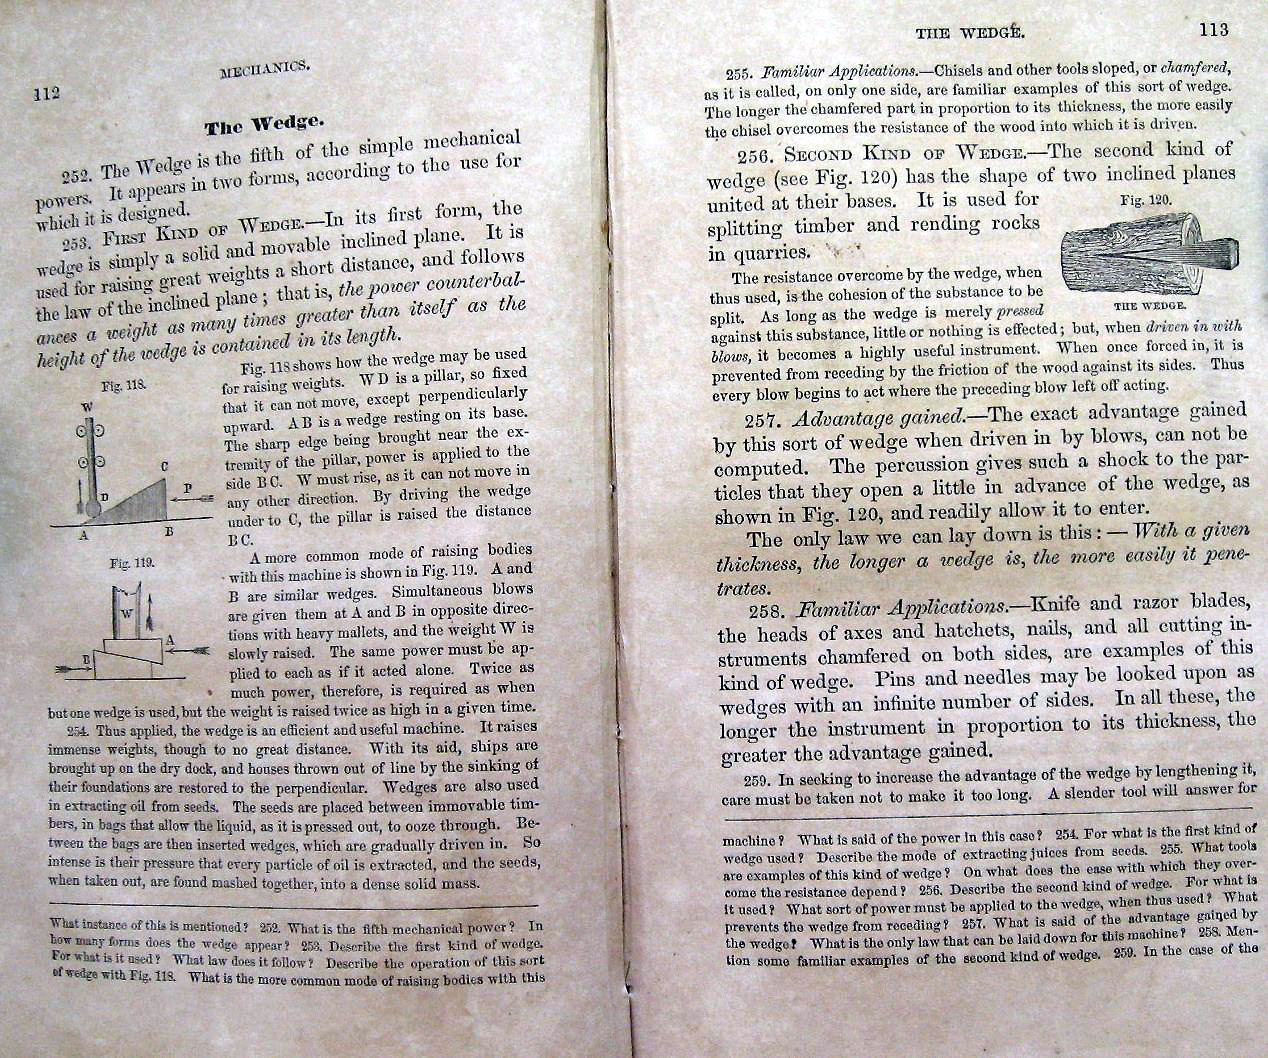 112
MECHANICS.
The Wedge.
252. The Wedge is the fifth of the simple mechanical
powers. It appears in two forms, according to the use for
which it is designed.
253. First Kind of Wedge.—In its first form, the
wedge is simply a solid and movable inclined plane. It is
used for raising great weights a short distance, and follows
the law of the inclined plane; that is, the power counterbal-
ances a weight as many times greater than itself as the
height of the wedge is contained in its length.
Fig. 118.
W
C
D
P
A
B
Fig. 118 shows how the wedge may be used
for raising weights. WD is a pillar, so fixed
that it can not move, except perpendicularly
upward. AB is a wedge resting on its base.
The sharp edge being brought near the ex-
tremity of the pillar, power is applied to the
side BC. W must rise, as it can not move in
any other direction. By driving the wedge
under to C, the pillar is raised the distance
BC.
Fig. 119.
W
A
B
A more common mode of raising bodies
with this machine is shown in Fig. 119. A and
B are similar wedges. Simultaneous blows
are given them at A and B in opposite direc-
tions with heavy mallets, and the weight W is
slowly raised. The same power must be ap-
plied to each as if it acted alone. Twice as
much power, therefore, is required as when
but one wedge is used, but the weight is raised twice as high in a given time.
254. Thus applied, the wedge is an efficient and useful machine. It raises
immense weights, though to no great distance. With its aid, ships are
brought up on the dry dock, and houses thrown out of line by the sinking of
their foundations are restored to the perpendicular. Wedges are also used
in extracting oil from seeds. The seeds are placed between immovable tim-
bers, in bags that allow the liquid, as it is pressed out, to ooze through. Be-
tween the bags are then inserted wedges, which are gradually driven in. So
intense is their pressure that every particle of oil is extracted, and the seeds,
when taken out, are found mashed together, into a dense solid mass.
What instance of this is mentioned? 252. What is the fifth mechanical power? In
how many forms does the wedge appear? 253. Describe the first kind of wedge.
For what is it used? What law does it follow? Describe the operation of this sort
of wedge with Fig. 118. What is the more common mode of raising bodies with this
THE WEDGE.
113
255. Familiar Applications.—Chisels and other tools sloped, or chamfered,
as it is called, on only one side, are familiar examples of this sort of wedge.
The longer the chamfered part in proportion to its thickness, the more easily
the chisel overcomes the resistance of the wood into which it is driven.
256. Second Kind of Wedge.—The second kind of
wedge (see Fig. 120) has the shape of two inclined planes
united at their bases. It is used for
splitting timber and rending rocks
in quarries.
Fig. 120.
THE WEDGE.
The resistance overcome by the wedge, when
thus used, is the cohesion of the substance to be
split. As long as the wedge is merely pressed
against this substance, little or nothing is effected; but, when driven in with
blows, it becomes a highly useful instrument. When once forced in, it is
prevented from receding by the friction of the wood against its sides. Thus
every blow begins to act where the preceding blow left off acting.
257. Advantage gained.—The exact advantage gained
by this sort of wedge when driven in by blows, can not be
computed. The percussion gives such a shock to the par-
ticles that they open a little in advance of the wedge, as
shown in Fig. 120, and readily allow it to enter.
The only law we can lay down is this:—With a given
thickness, the longer a wedge is, the more easily it pene-
trates.
258. Familiar Applications.—Knife and razor blades,
the heads of axes and hatchets, nails, and all cutting in-
struments chamfered on both sides, are examples of this
kind of wedge. Pins and needles may be looked upon as
wedges with an infinite number of sides. In all these, the
longer the instrument in proportion to its thickness, the
greater the advantage gained.
259. In seeking to increase the advantage of the wedge by lengthening it,
care must be taken not to make it too long. A slender tool will answer for
machine? What is said of the power in this case? 254. For what is the first kind of
wedge used? Describe the mode of extracting juices from seeds. 255. What tools
are examples of this kind of wedge? On what does the ease with which they over-
come the resistance depend? 256. Describe the second kind of wedge. For what is
it used? What sort of power must be applied to the wedge, when thus used? What
prevents the wedge from receding? 257. What is said of the advantage gained by
the wedge? What is the only law that can be laid down for this machine? 258. Men-
tion some familiar examples of the second kind of wedge. 259. In the case of the